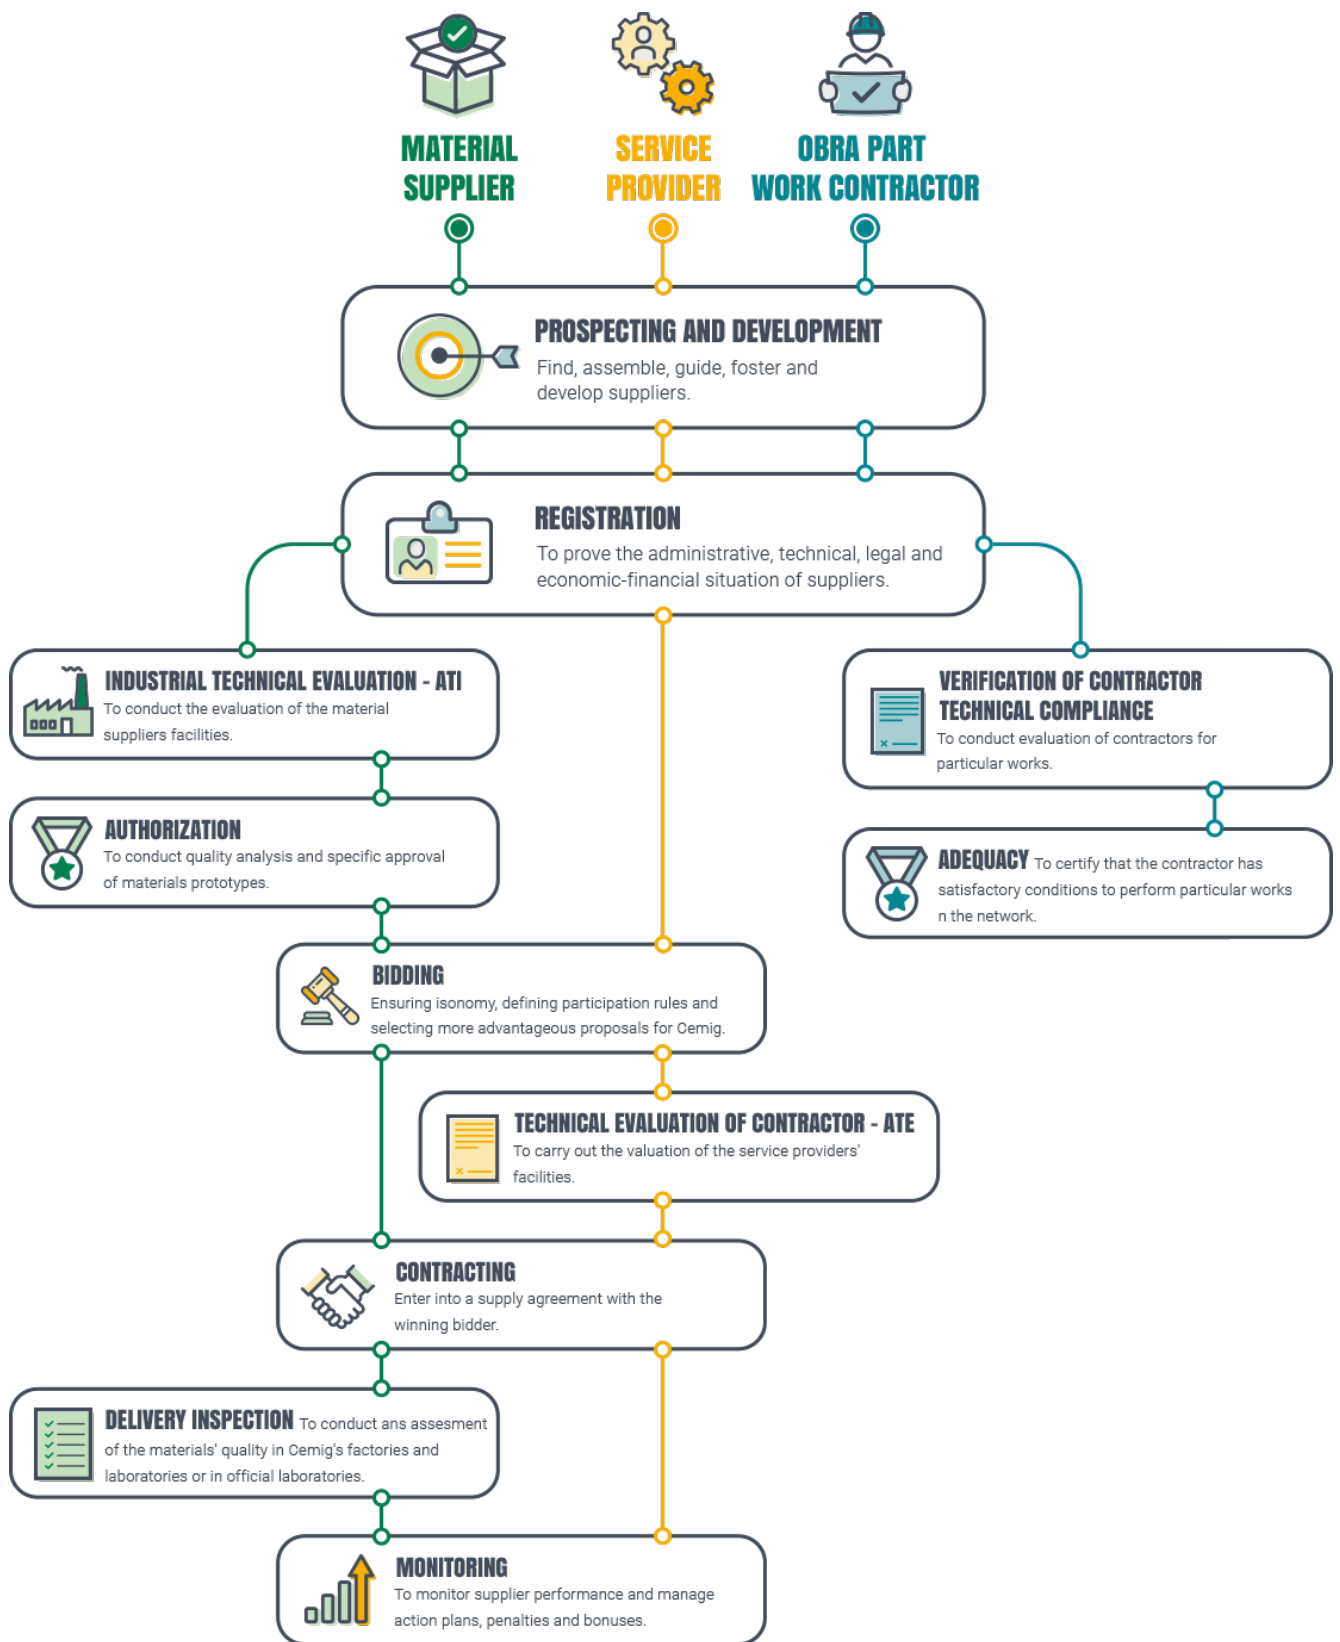 MATERIAL
SUPPLIER
SERVICE
PROVIDER
OBRA PART
WORK CONTRACTOR
PROSPECTING AND DEVELOPMENT
Find, assemble, guide, foster and
develop suppliers.
REGISTRATION
To prove the administrative, technical, legal and
economic-financial situation of suppliers.
INDUSTRIAL TECHNICAL EVALUATION - ATI
To conduct the evaluation of the material
suppliers facilities.
VERIFICATION OF CONTRACTOR
TECHNICAL COMPLIANCE
To conduct evaluation of contractors for
particular works.
AUTHORIZATION
To conduct quality analysis and specific approval
of materials prototypes.
ADEQUACY To certify that the contractor has
satisfactory conditions to perform particular works
n the network.
BIDDING
Ensuring isonomy, defining participation rules and
selecting more advantageous proposals for Cemig.
TECHNICAL EVALUATION OF CONTRACTOR - ATE
To carry out the valuation of the service providers'
facilities.
CONTRACTING
Enter into a supply agreement with the
winning bidder.
DELIVERY INSPECTION To conduct ans assesment
of the materials' quality in Cemig's factories and
laboratories or in official laboratories.
MONITORING
To monitor supplier performance and manage
action plans, penalties and bonuses.